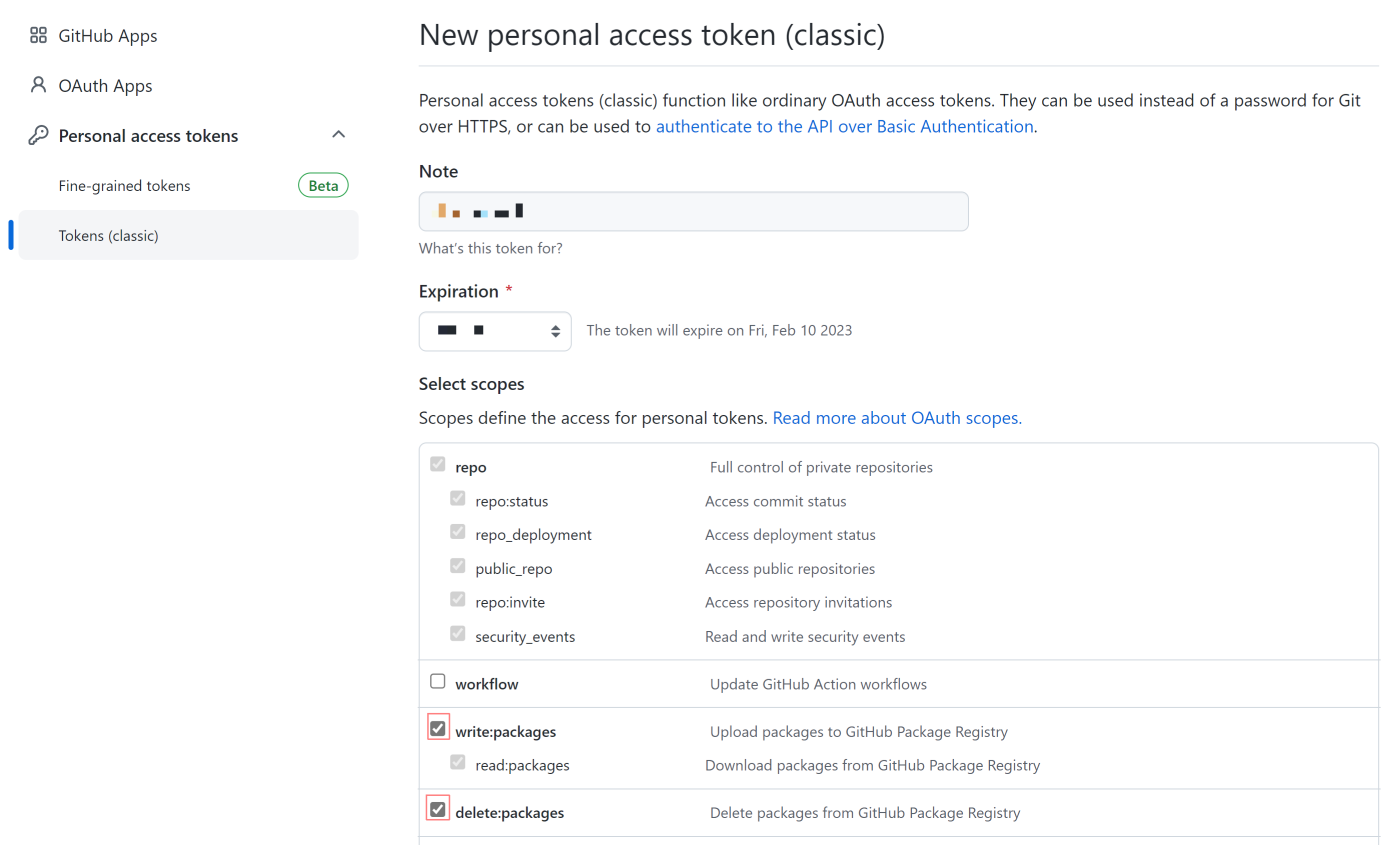 GitHub Apps
OAuth Apps
Personal access tokens
Fine-grained tokens Beta
Tokens (classic)
New personal access token (classic)
Personal access tokens (classic) function like ordinary OAuth access tokens. They can be used instead of a password for Git
over HTTPS, or can be used to authenticate to the API over Basic Authentication.
Note
What's this token for?
Expiration *
The token will expire on Fri, Feb 10 2023
Select scopes
Scopes define the access for personal tokens. Read more about OAuth scopes.
repo Full control of private repositories
repo:status Access commit status
repo_deployment Access deployment status
public_repo Access public repositories
repo:invite Access repository invitations
security_events Read and write security events
workflow Update GitHub Action workflows
write:packages Upload packages to GitHub Package Registry
read:packages Download packages from GitHub Package Registry
delete:packages Delete packages from GitHub Package Registry